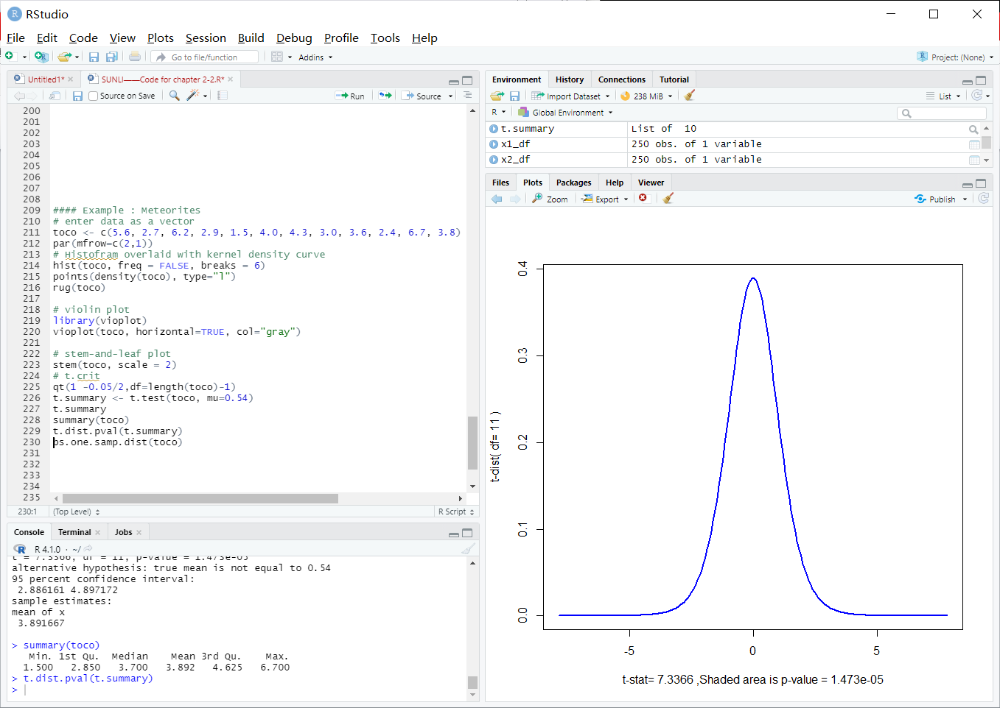 RStudio
File Edit Code View Plots Session Build Debug Profile Tools Help
Go to file/function Addins Project: (None)
Untitled1* SUNLI——Code for chapter 2-2.R*
Source on Save Run Source
200
201
202
203
204
205
206
207
208
209 #### Example : Meteorites
210 # enter data as a vector
211 toco <- c(5.6, 2.7, 6.2, 2.9, 1.5, 4.0, 4.3, 3.0, 3.6, 2.4, 6.7, 3.8)
212 par(mfrow=c(2,1))
213 # Histofram overlaid with kernel density curve
214 hist(toco, freq = FALSE, breaks = 6)
215 points(density(toco), type="l")
216 rug(toco)
217
218 # violin plot
219 library(vioplot)
220 vioplot(toco, horizontal=TRUE, col="gray")
221
222 # stem-and-leaf plot
223 stem(toco, scale = 2)
224 # t.crit
225 qt(1 -0.05/2,df=length(toco)-1)
226 t.summary <- t.test(toco, mu=0.54)
227 t.summary
228 summary(toco)
229 t.dist.pval(t.summary)
230 bs.one.samp.dist(toco)
231
232
233
234
235
230:1 (Top Level) R Script
Console Terminal Jobs
R 4.1.0 · ~/
t = 7.3366, df = 11, p-value = 1.473e-05
alternative hypothesis: true mean is not equal to 0.54
95 percent confidence interval:
2.886161 4.897172
sample estimates:
mean of x
3.891667
> summary(toco)
Min. 1st Qu. Median Mean 3rd Qu. Max.
1.500 2.850 3.700 3.892 4.625 6.700
> t.dist.pval(t.summary)
>
Environment History Connections Tutorial
Import Dataset 238 MiB List
R Global Environment
t.summary List of 10
x1_df 250 obs. of 1 variable
x2_df 250 obs. of 1 variable
Files Plots Packages Help Viewer
Zoom Export Publish
t-dist( df= 11 )
0.4
0.3
0.2
0.1
0.0
-5 0 5
t-stat= 7.3366 ,Shaded area is p-value = 1.473e-05